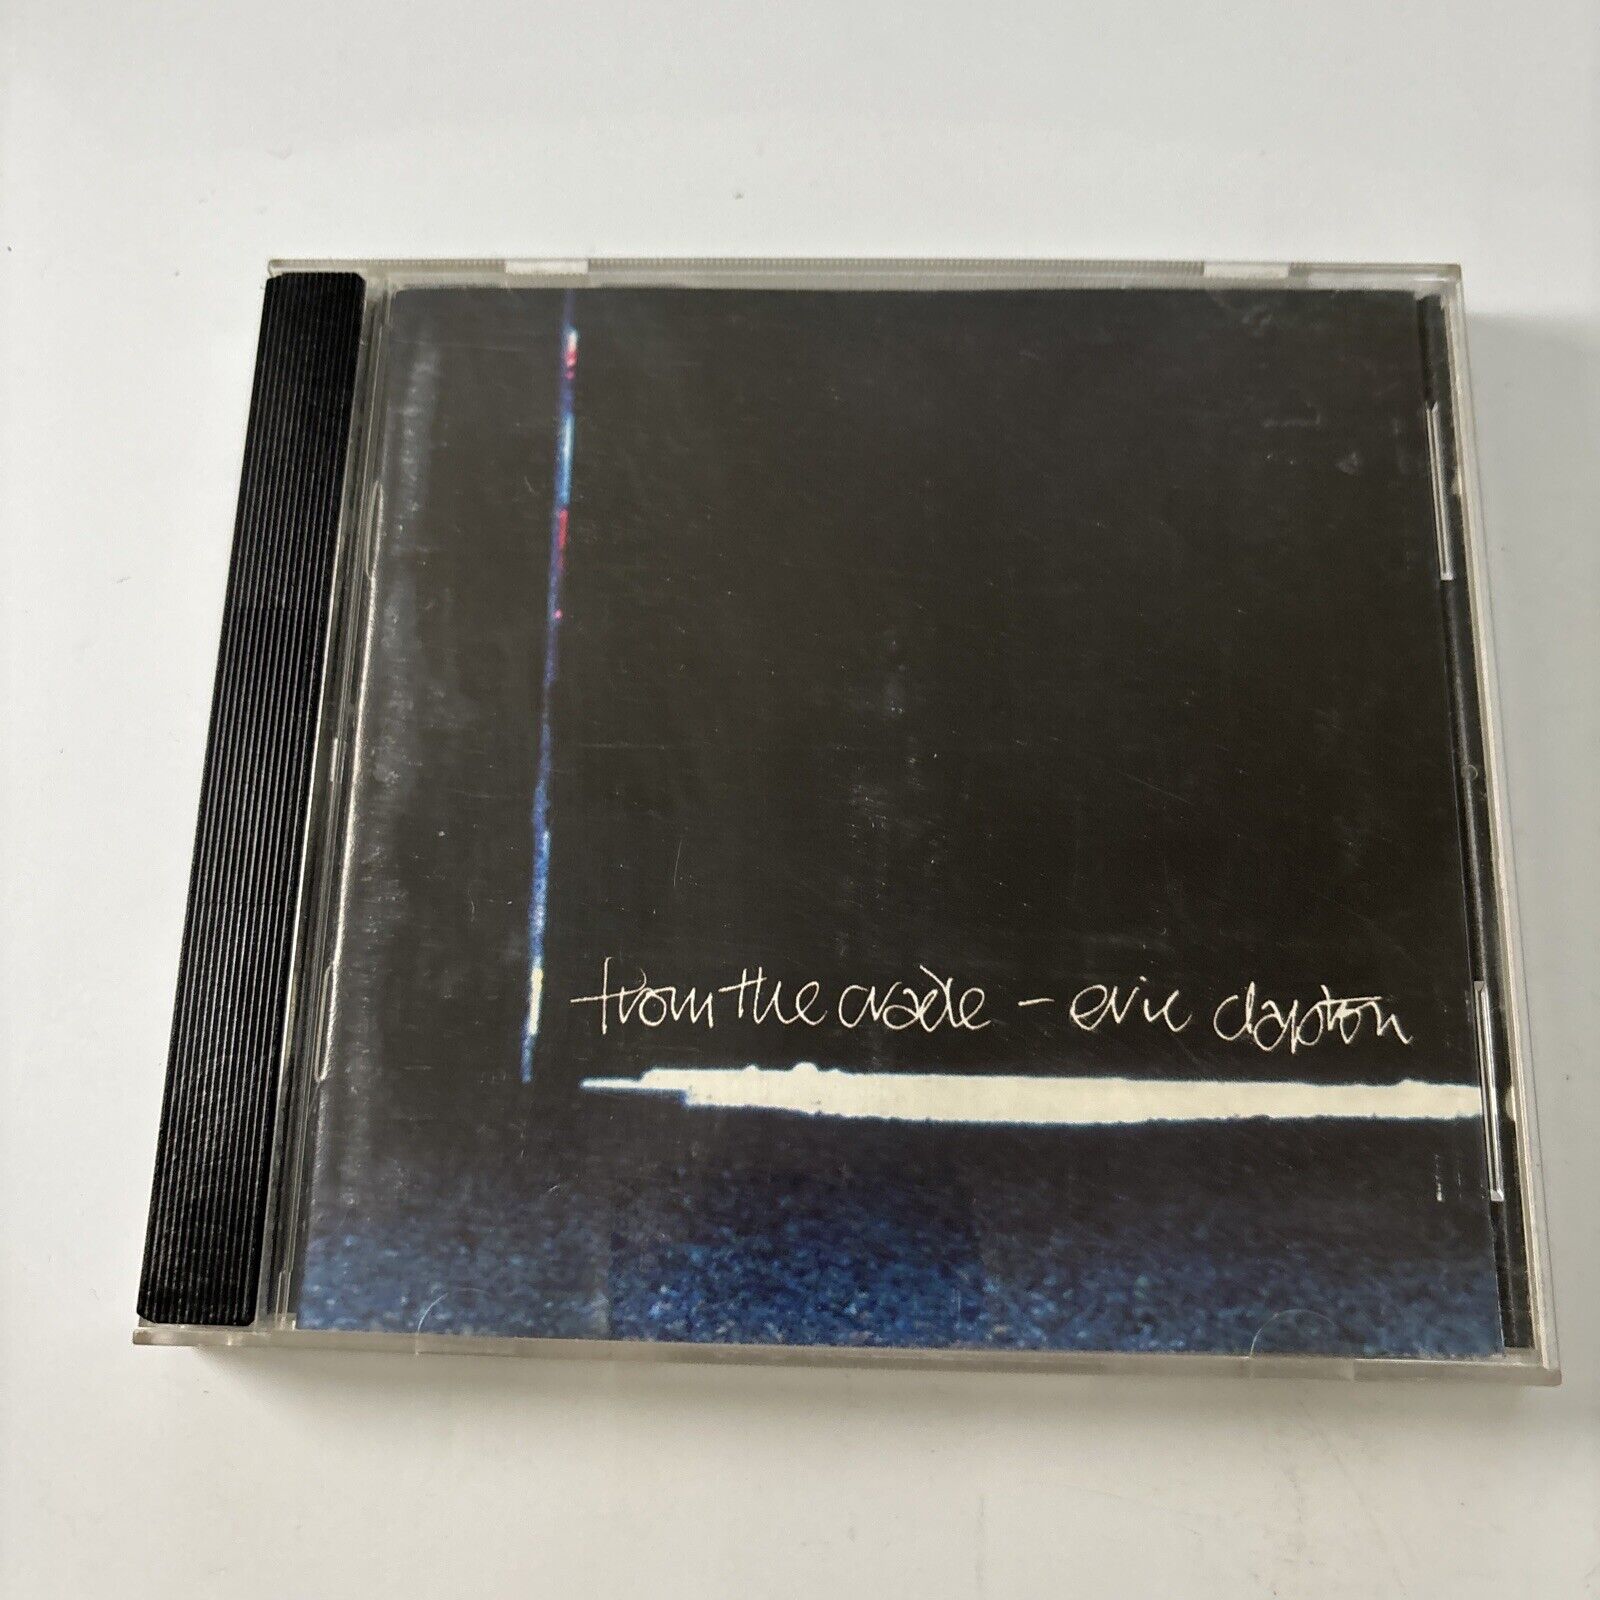 from the cradle - eric clapton